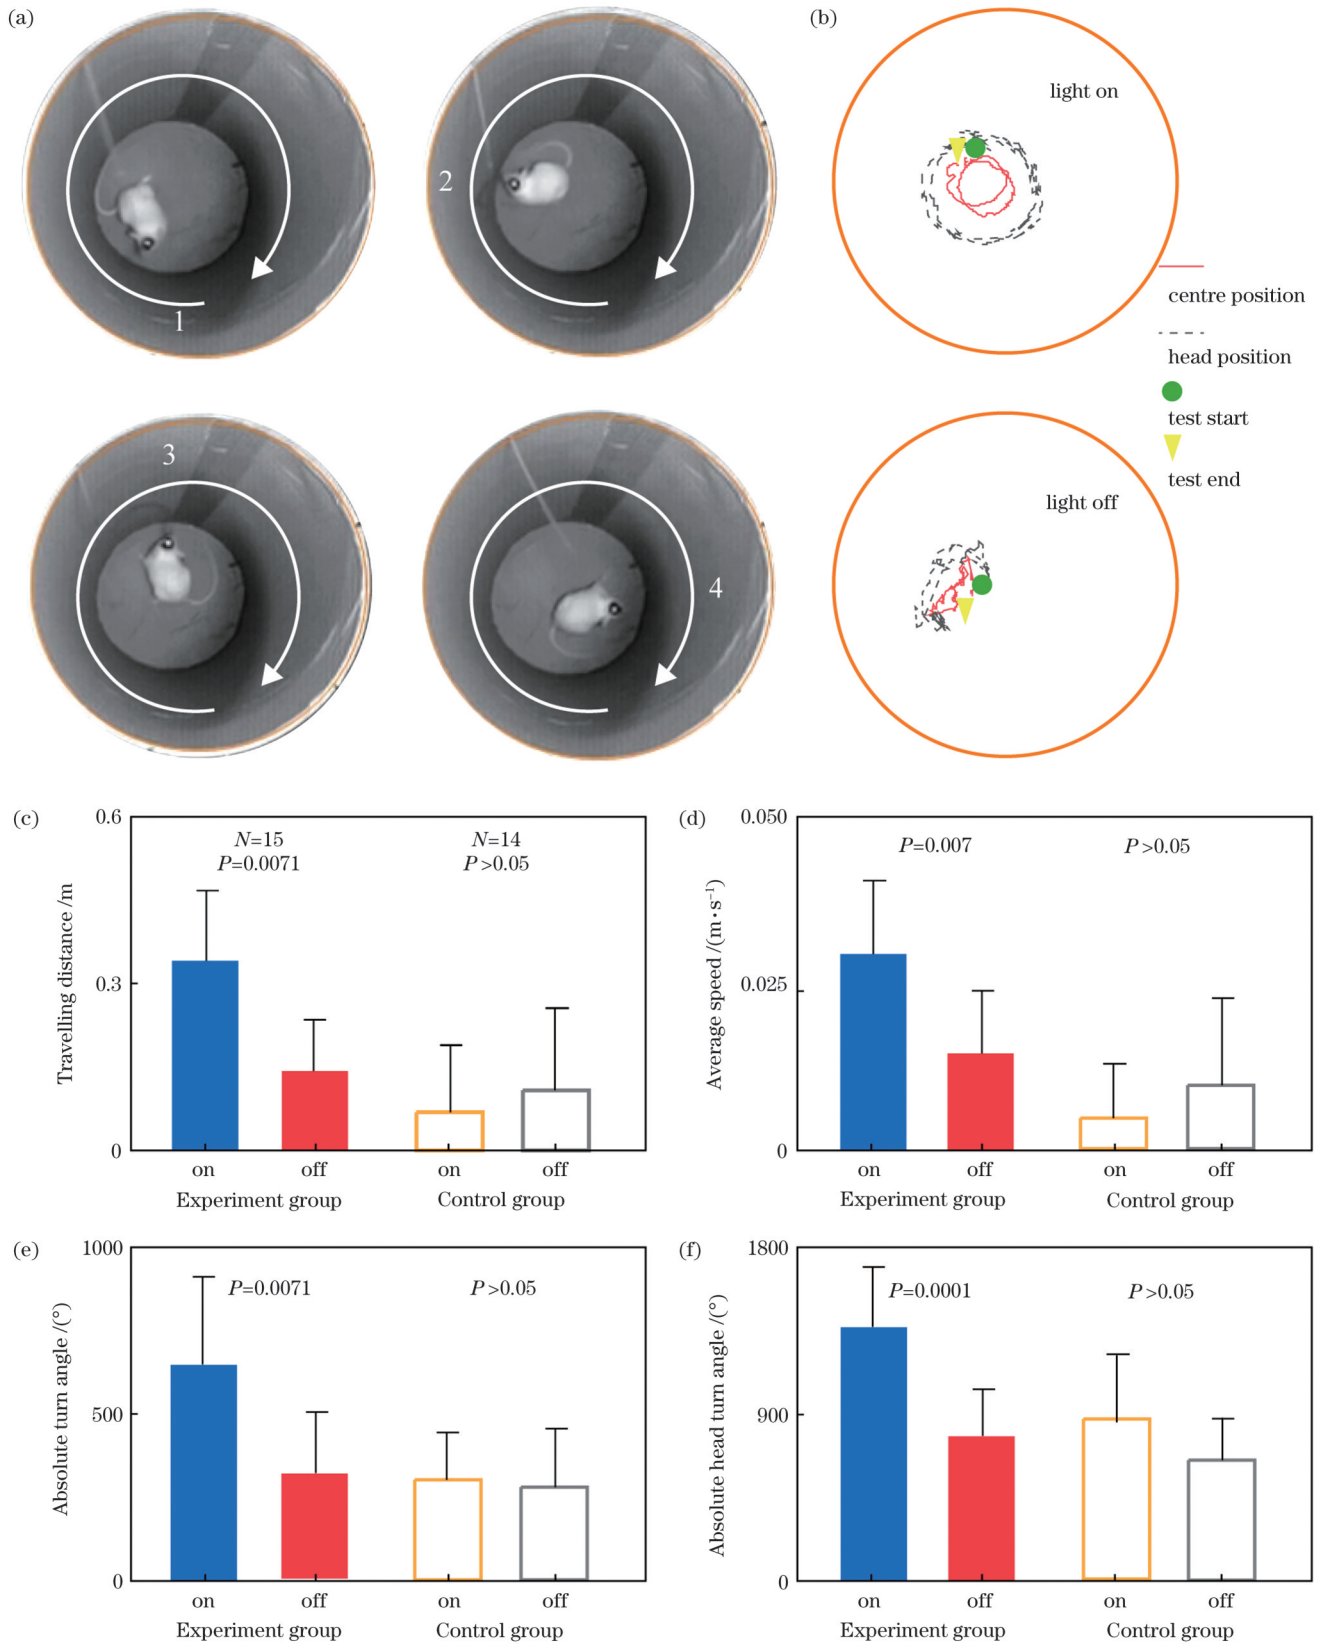 (a)
1
2
3
4
(b)
light on
centre position
head position
test start
test end
light off
(c)
Travelling distance /m
0.6
0.3
0
N=15
P=0.0071
N=14
P>0.05
on
off
on
off
Experiment group
Control group
(d)
Average speed /(m·s⁻¹)
0.050
0.025
0
P=0.007
P>0.05
on
off
on
off
Experiment group
Control group
(e)
Absolute turn angle /(°)
1000
500
0
P=0.0071
P>0.05
on
off
on
off
Experiment group
Control group
(f)
Absolute head turn angle /(°)
1800
900
0
P=0.0001
P>0.05
on
off
on
off
Experiment group
Control group